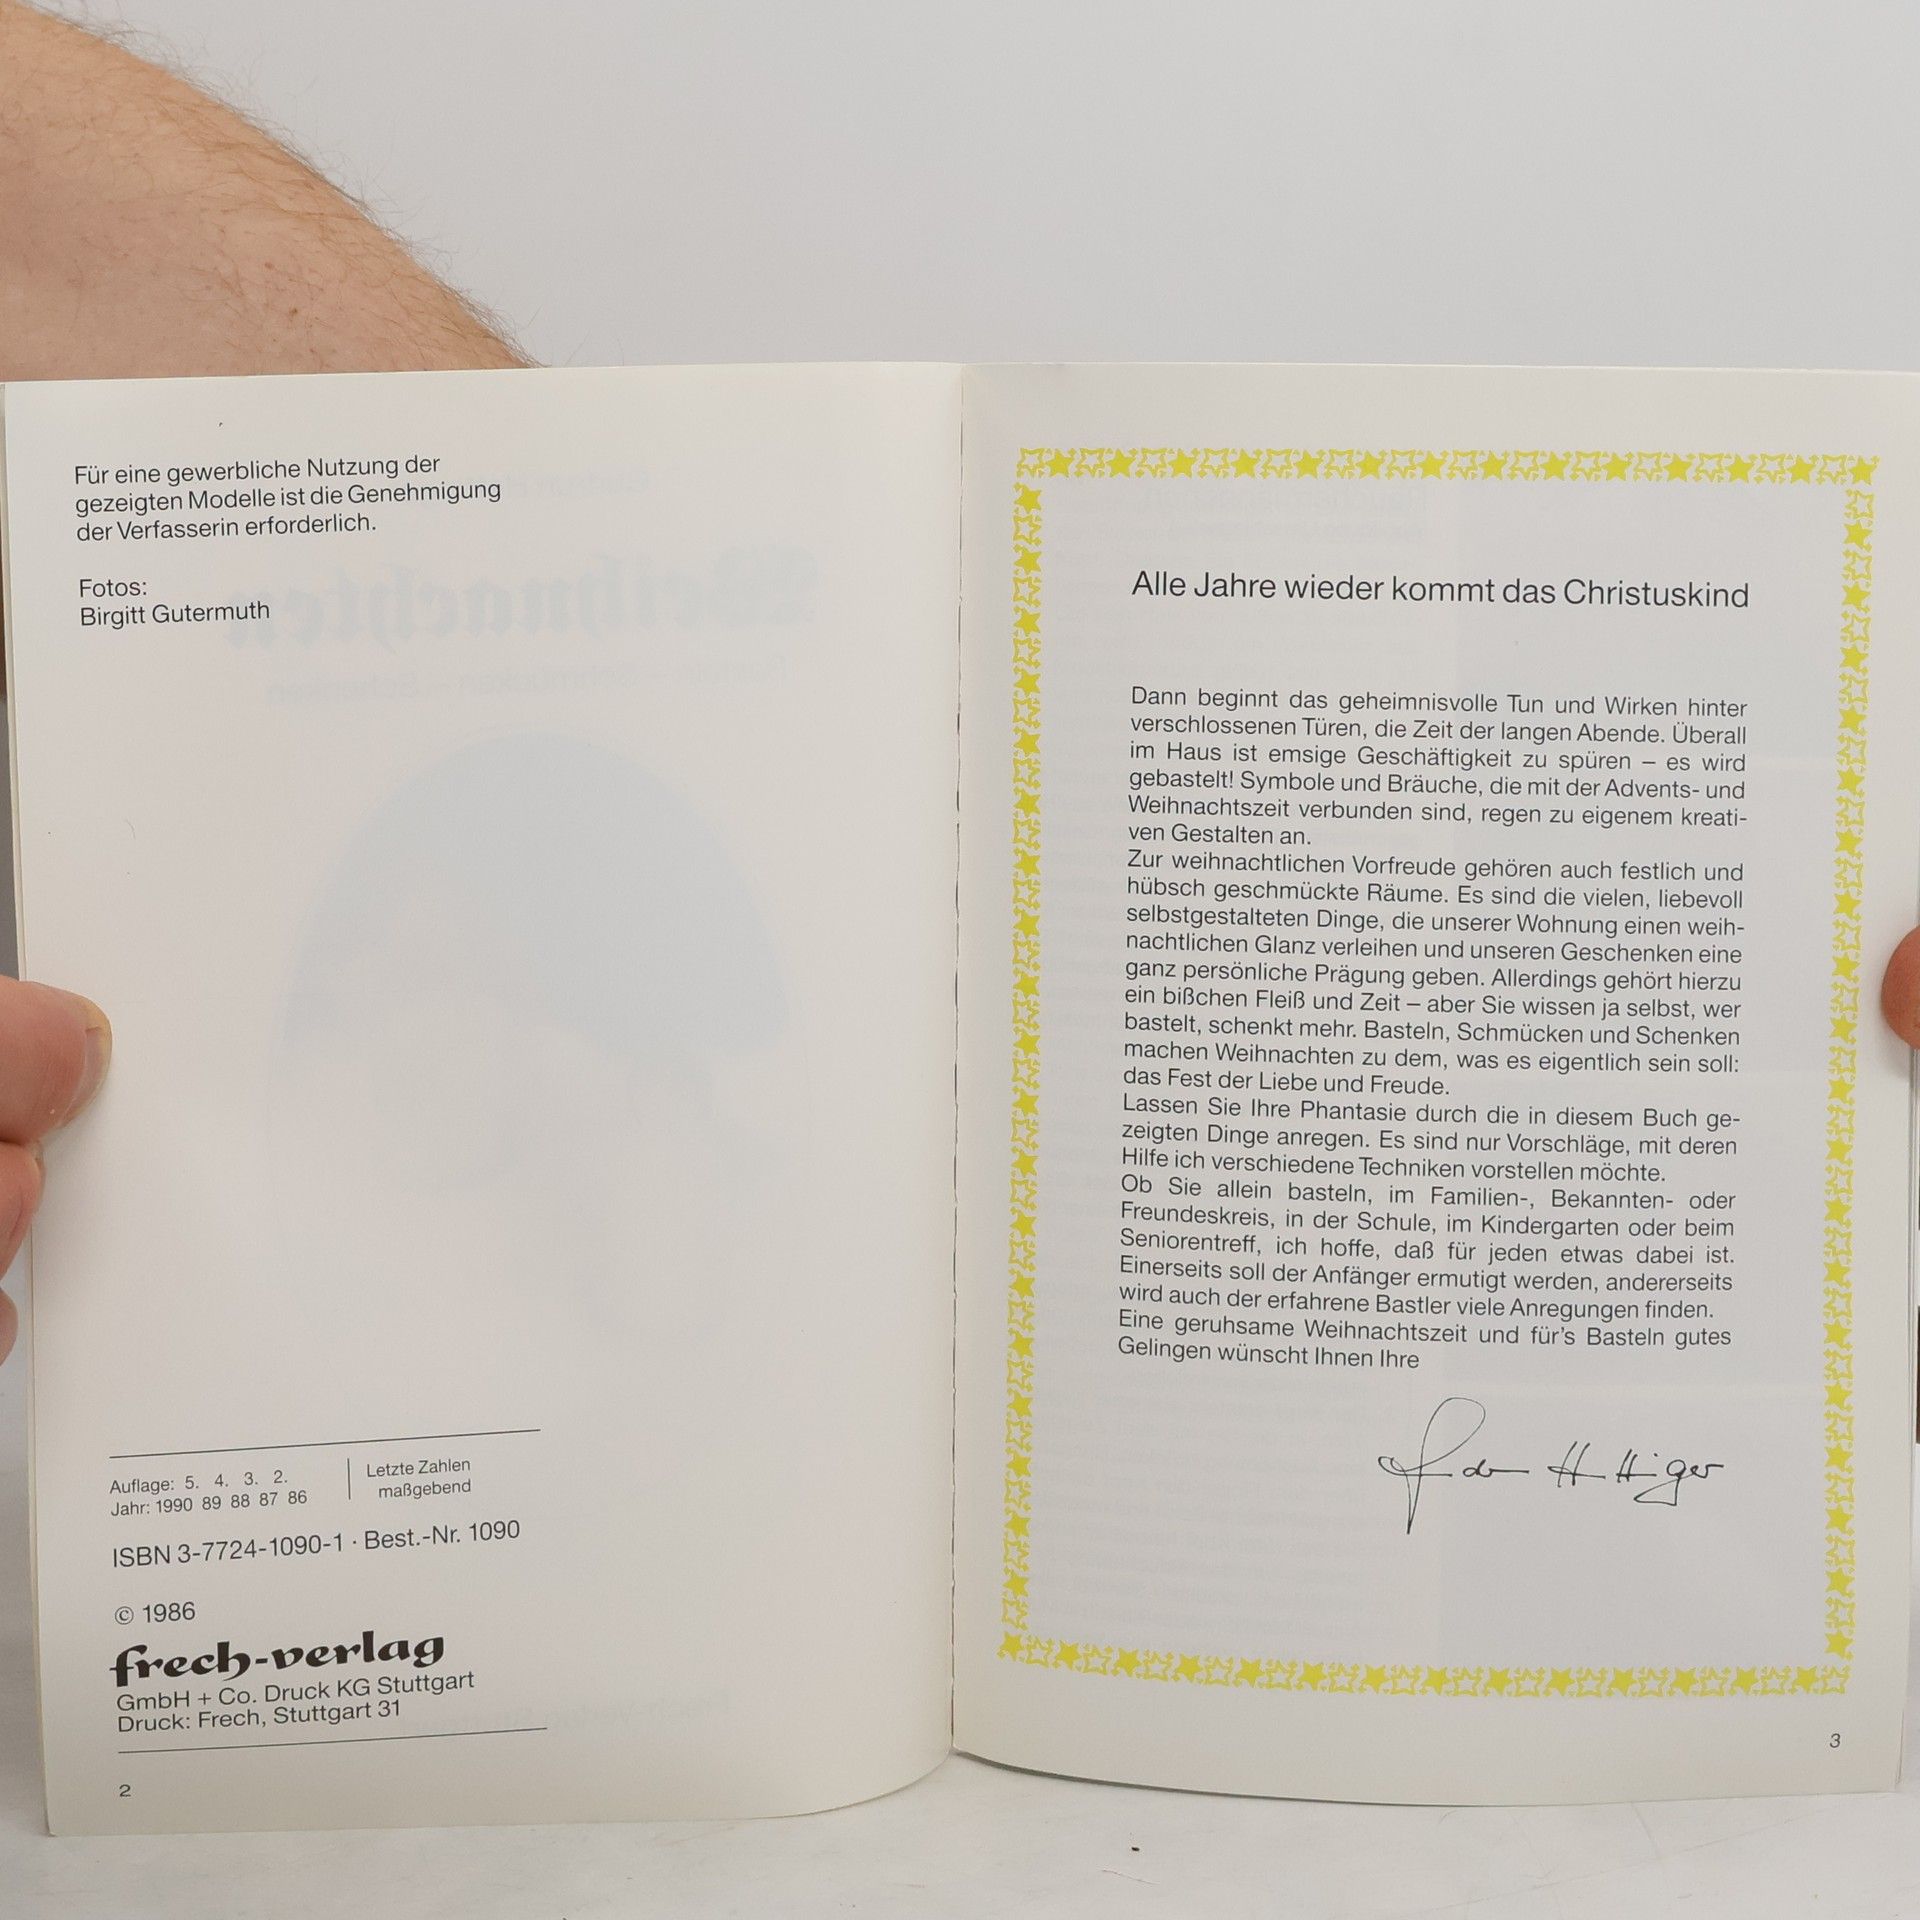 Für eine gewerbliche Nutzung der
gezeigten Modelle ist die Genehmigung
der Verfasserin erforderlich.
Fotos:
Birgitt Gutermuth
Auflage: 5. 4. 3. 2.
Jahr: 1990 89 88 87 86
Letzte Zahlen
maßgebend
ISBN 3-7724-1090-1 · Best.-Nr. 1090
© 1986
frech-verlag
GmbH + Co. Druck KG Stuttgart
Druck: Frech, Stuttgart 31
2
Alle Jahre wieder kommt das Christuskind
Dann beginnt das geheimnisvolle Tun und Wirken hinter
verschlossenen Türen, die Zeit der langen Abende. Überall
im Haus ist emsige Geschäftigkeit zu spüren – es wird
gebastelt! Symbole und Bräuche, die mit der Advents- und
Weihnachtszeit verbunden sind, regen zu eigenem kreati-
ven Gestalten an.
Zur weihnachtlichen Vorfreude gehören auch festlich und
hübsch geschmückte Räume. Es sind die vielen, liebevoll
selbstgestalteten Dinge, die unserer Wohnung einen weih-
nachtlichen Glanz verleihen und unseren Geschenken eine
ganz persönliche Prägung geben. Allerdings gehört hierzu
ein bißchen Fleiß und Zeit – aber Sie wissen ja selbst, wer
bastelt, schenkt mehr. Basteln, Schmücken und Schenken
machen Weihnachten zu dem, was es eigentlich sein soll:
das Fest der Liebe und Freude.
Lassen Sie Ihre Phantasie durch die in diesem Buch ge-
zeigten Dinge anregen. Es sind nur Vorschläge, mit deren
Hilfe ich verschiedene Techniken vorstellen möchte.
Ob Sie allein basteln, im Familien-, Bekannten- oder
Freundeskreis, in der Schule, im Kindergarten oder beim
Seniorentreff, ich hoffe, daß für jeden etwas dabei ist.
Einerseits soll der Anfänger ermutigt werden, andererseits
wird auch der erfahrene Bastler viele Anregungen finden.
Eine geruhsame Weihnachtszeit und für's Basteln gutes
Gelingen wünscht Ihnen Ihre
3